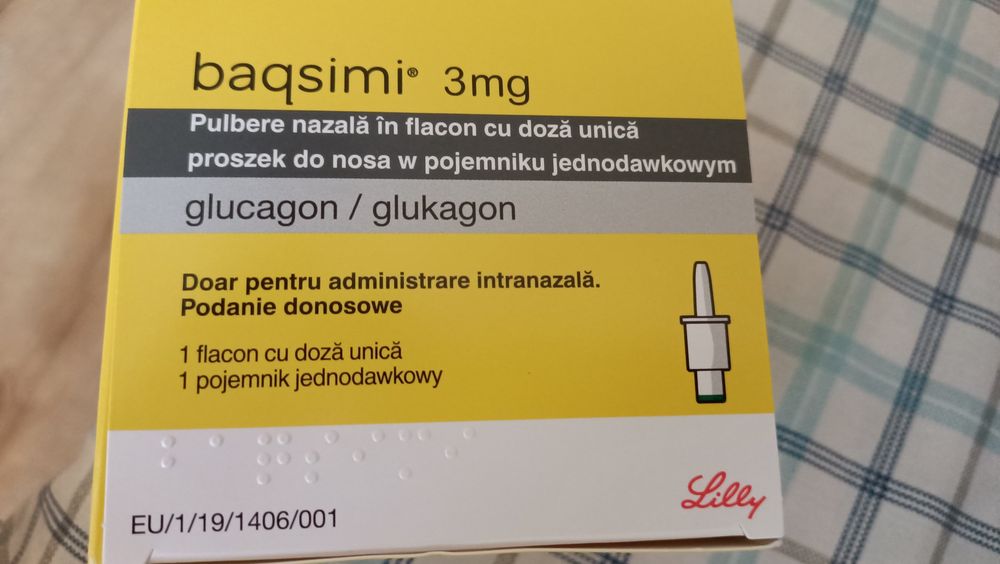 baqsimi® 3mg
Pulbere nazală în flacon cu doză unică
proszek do nosa w pojemniku jednodawkowym
glucagon / glukagon
Doar pentru administrare intranazală.
Podanie donosowe
1 flacon cu doză unică
1 pojemnik jednodawkowy
EU/1/19/1406/001
Lilly